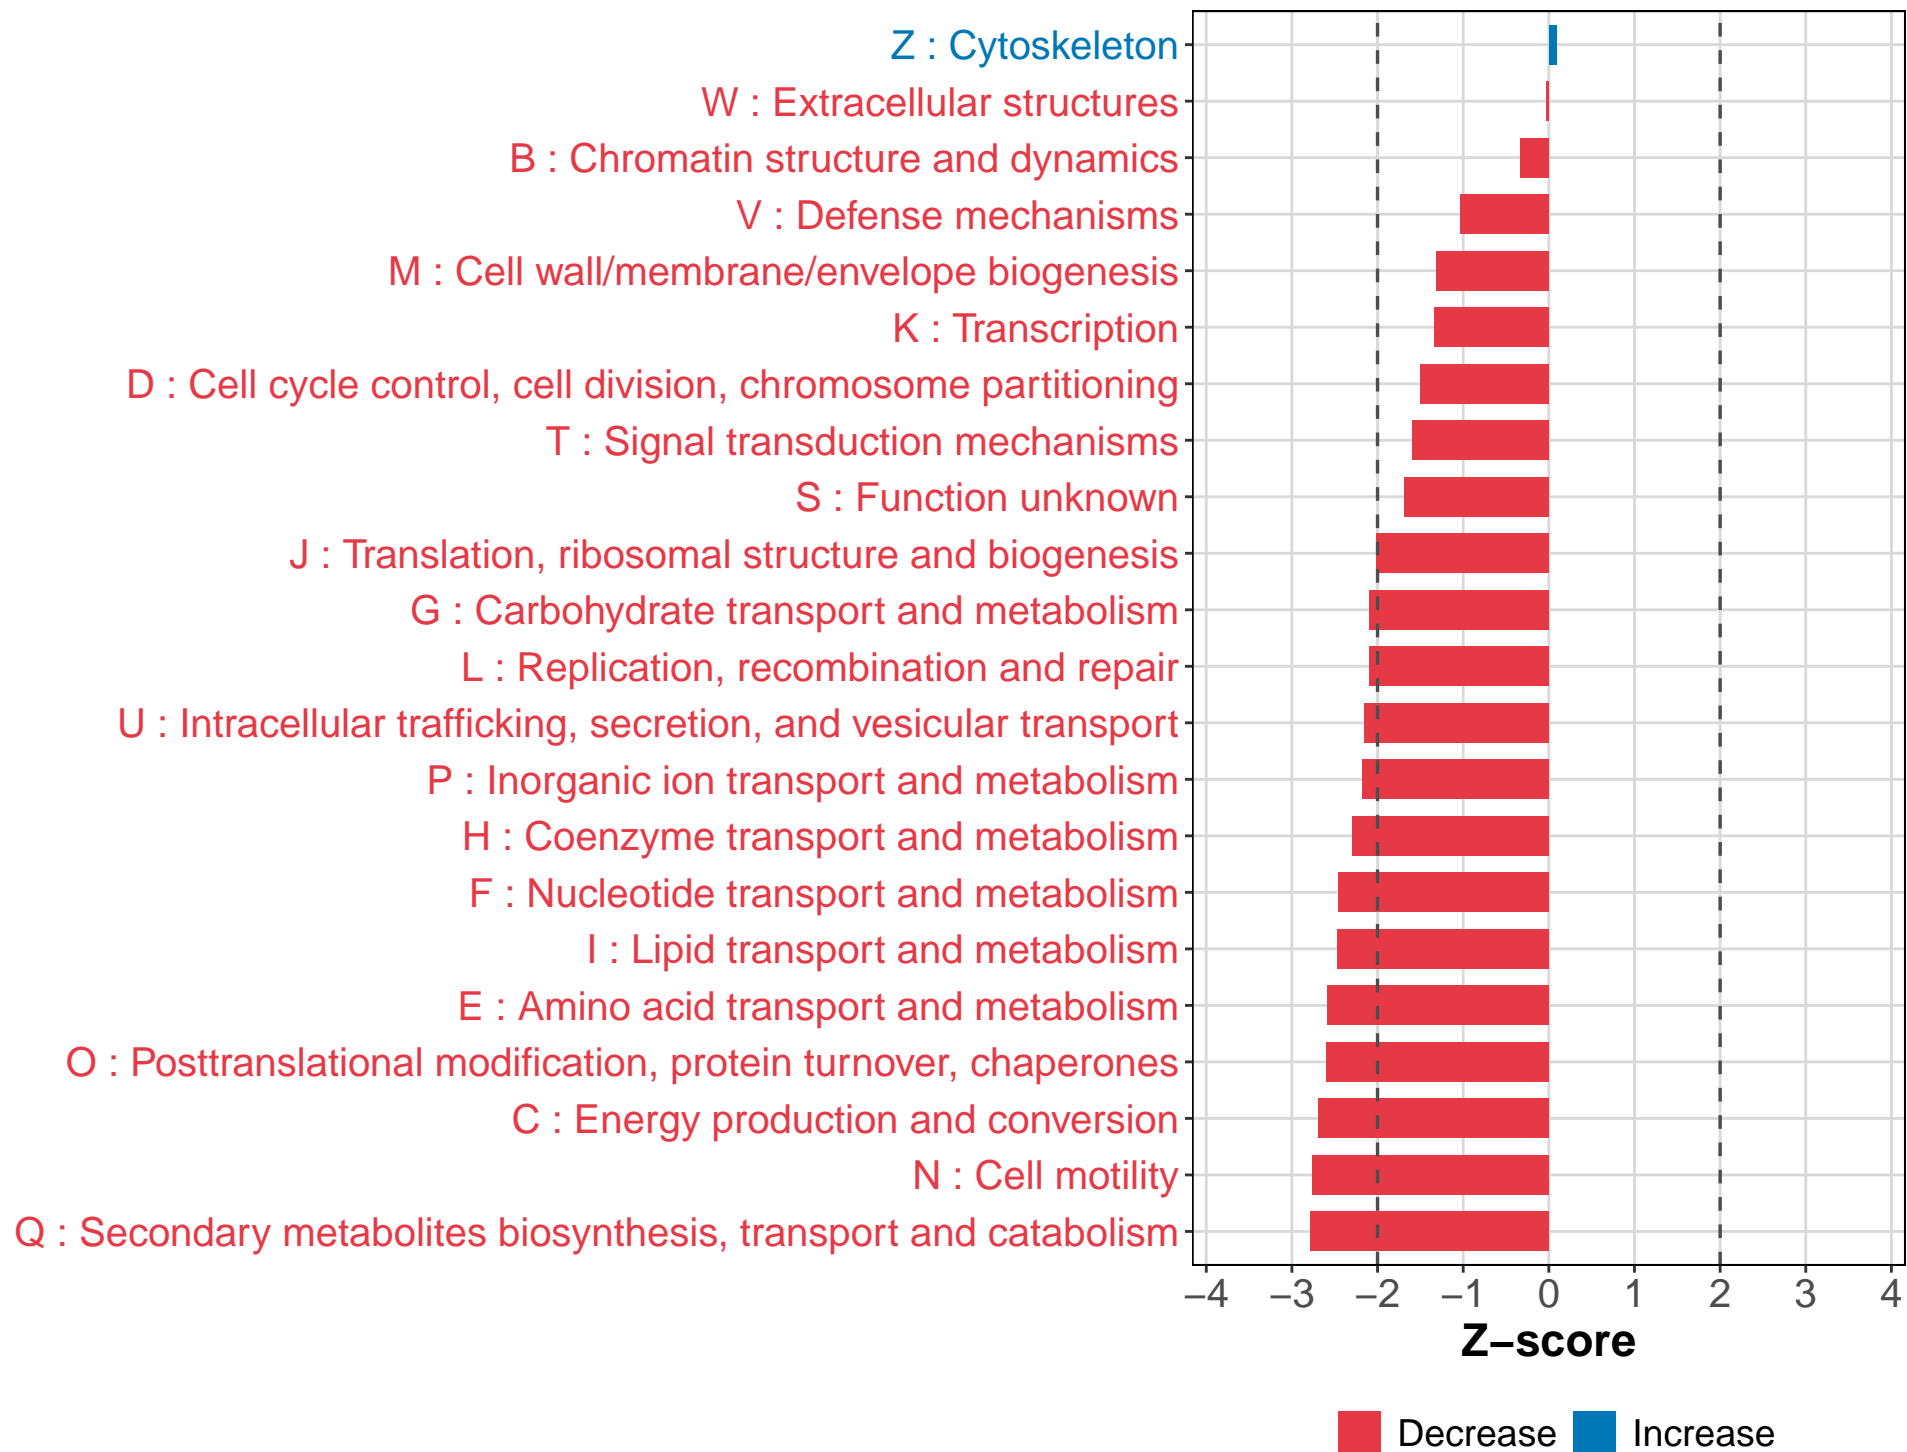 Z : Cytoskeleton
W : Extracellular structures
B : Chromatin structure and dynamics
V : Defense mechanisms
M : Cell wall/membrane/envelope biogenesis
K : Transcription
D : Cell cycle control, cell division, chromosome partitioning
T : Signal transduction mechanisms
S : Function unknown
J : Translation, ribosomal structure and biogenesis
G : Carbohydrate transport and metabolism
L : Replication, recombination and repair
U : Intracellular trafficking, secretion, and vesicular transport
P : Inorganic ion transport and metabolism
H : Coenzyme transport and metabolism
F : Nucleotide transport and metabolism
I : Lipid transport and metabolism
E : Amino acid transport and metabolism
O : Posttranslational modification, protein turnover, chaperones
C : Energy production and conversion
N : Cell motility
Q : Secondary metabolites biosynthesis, transport and catabolism
−4 −3 −2 −1 0 1 2 3 4
Z−score
Decrease Increase